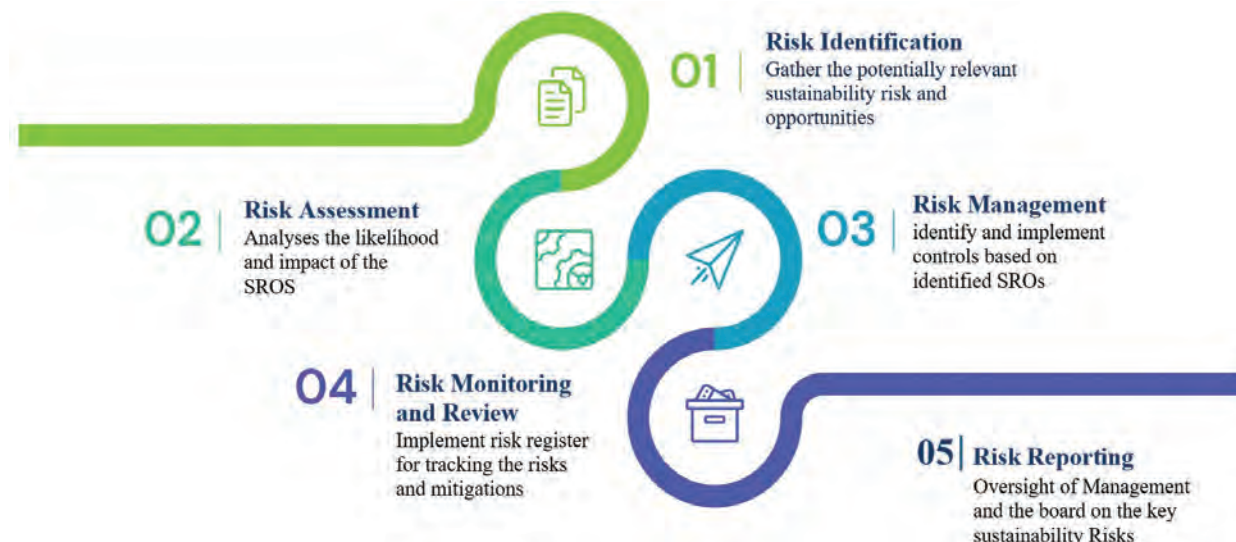 01
Risk Identification
Gather the potentially relevant
sustainability risk and
opportunities
02
Risk Assessment
Analyses the likelihood
and impact of the
SROS
03
Risk Management
identify and implement
controls based on
identified SROs
04
Risk Monitoring
and Review
Implement risk register
for tracking the risks
and mitigations
05
Risk Reporting
Oversight of Management
and the board on the key
sustainability Risks